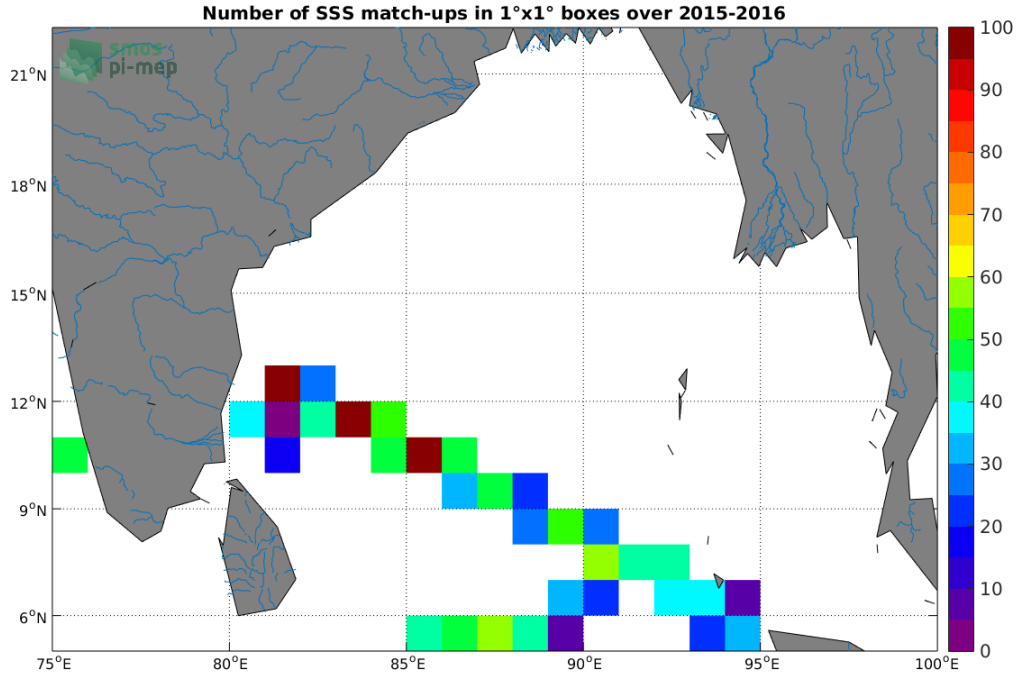 Number of SSS match-ups in 1°x1° boxes over 2015-2016
smos
pi-mep
21°N
18°N
15°N
12°N
9°N
6°N
75°E 80°E 85°E 90°E 95°E 100°E
100
90
80
70
60
50
40
30
20
10
0